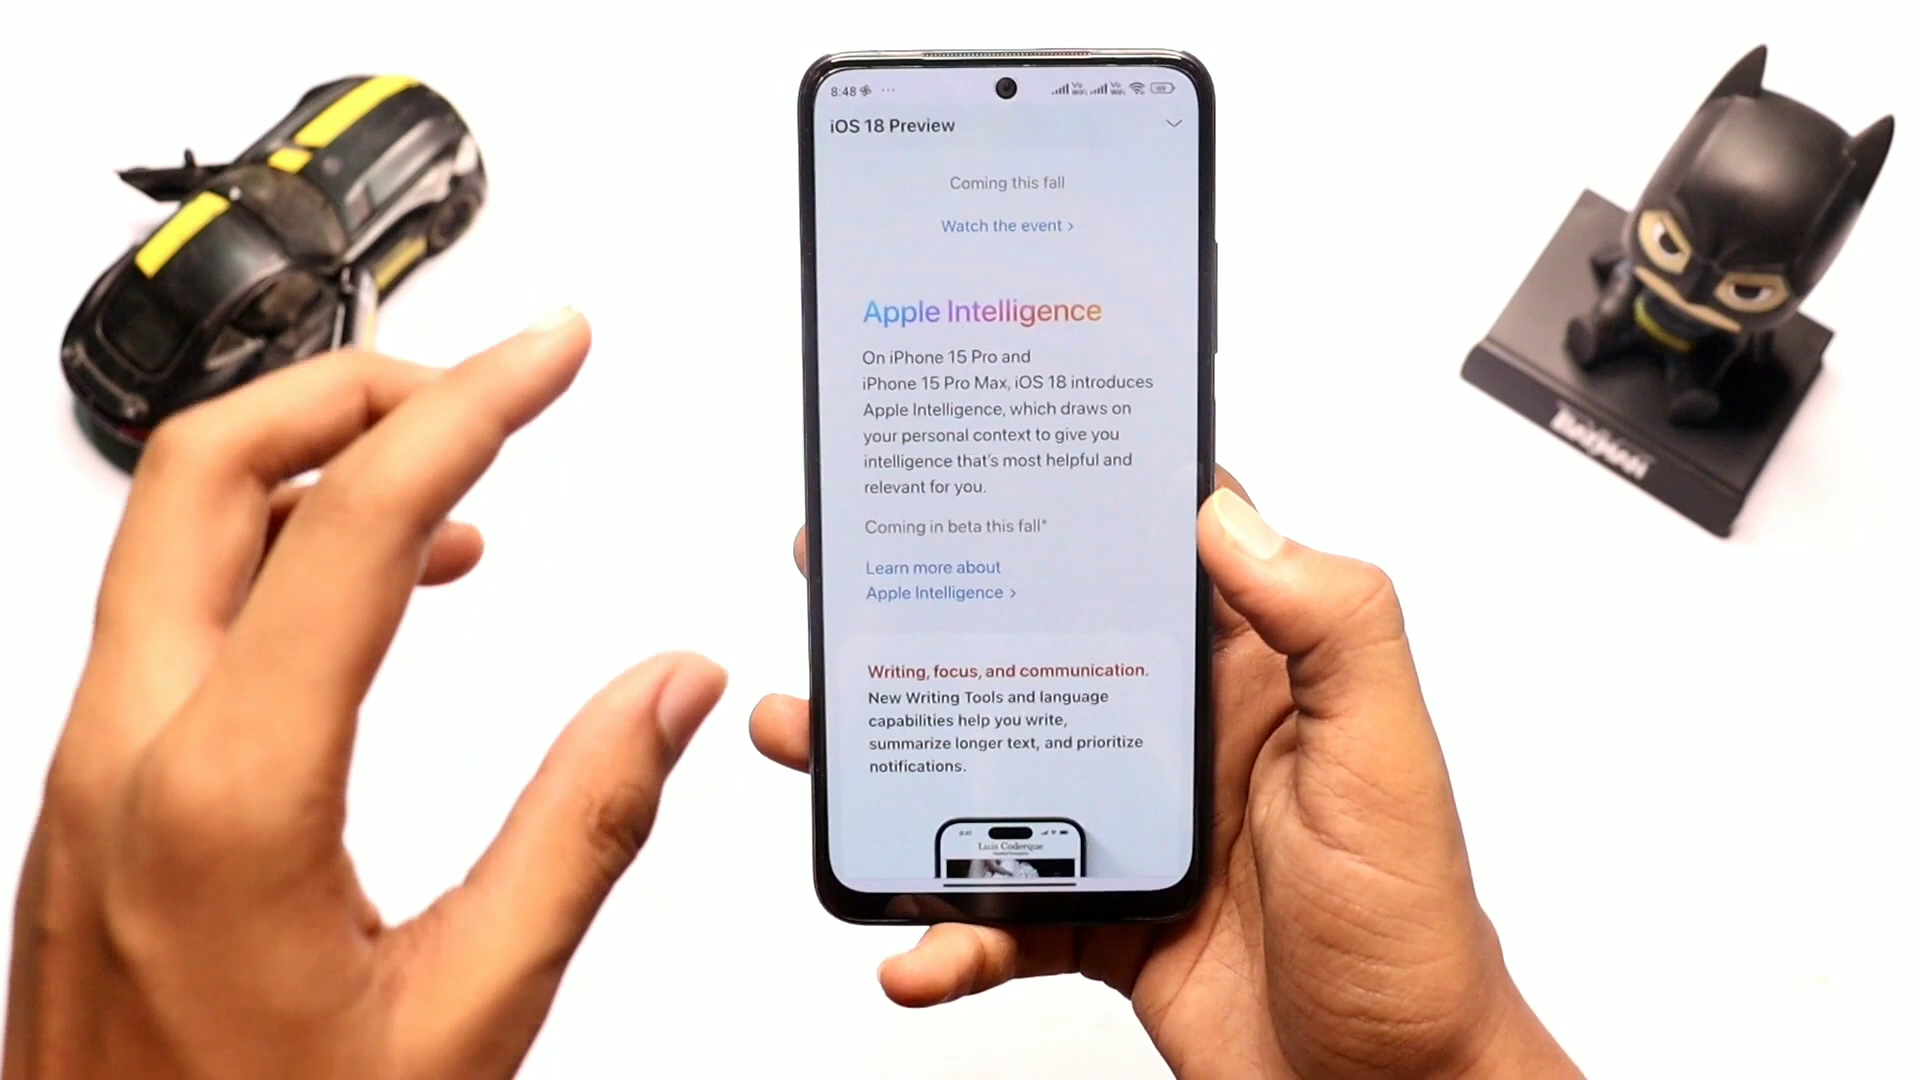 8:48 ...
iOS 18 Preview
Coming this fall
Watch the event >
Apple Intelligence
On iPhone 15 Pro and
iPhone 15 Pro Max, iOS 18 introduces
Apple Intelligence, which draws on
your personal context to give you
intelligence that's most helpful and
relevant for you.
Coming in beta this fall*
Learn more about
Apple Intelligence >
Writing, focus, and communication.
New Writing Tools and language
capabilities help you write,
summarize longer text, and prioritize
notifications.
Luis Coderque
BATMAN